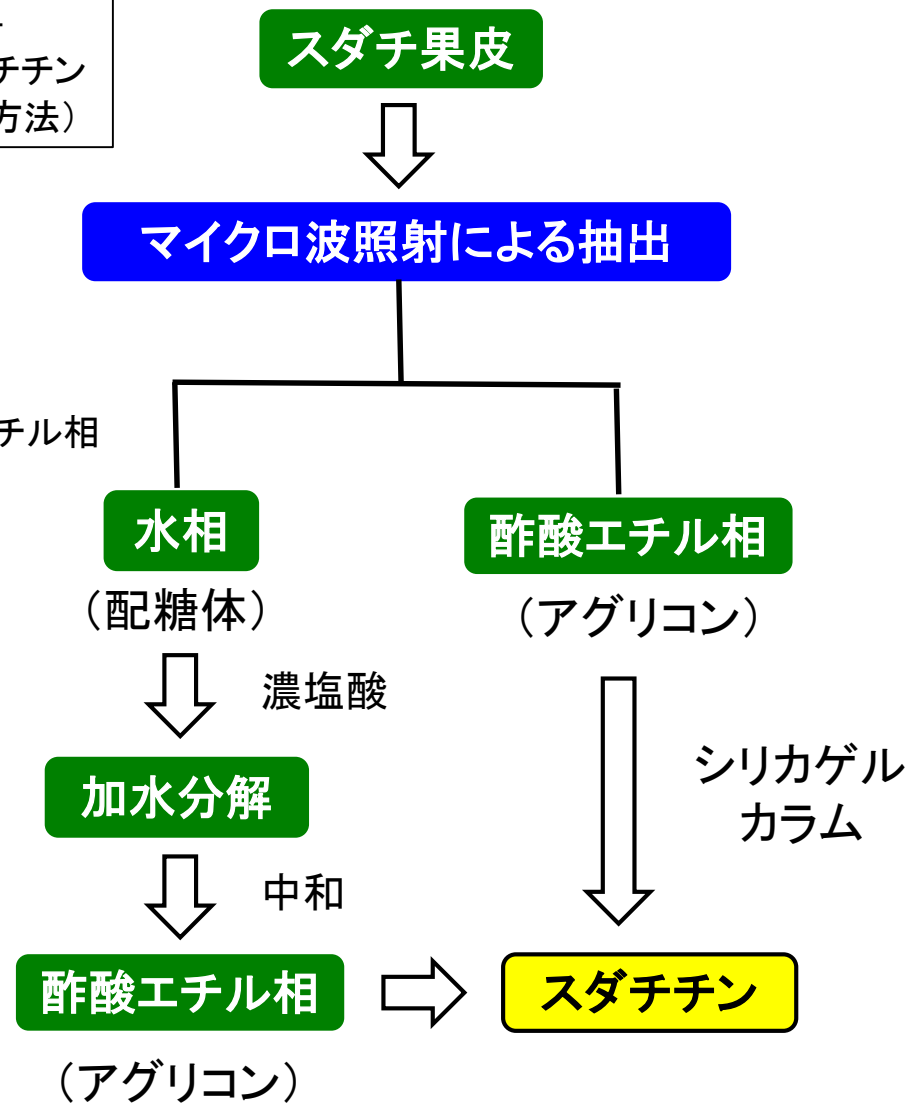 チチン
方法）
スダチ果皮
マイクロ波照射による抽出
チル相
水相
酢酸エチル相
（配糖体）
（アグリコン）
濃塩酸
シリカゲル
カラム
加水分解
中和
酢酸エチル相
スダチチン
（アグリコン）